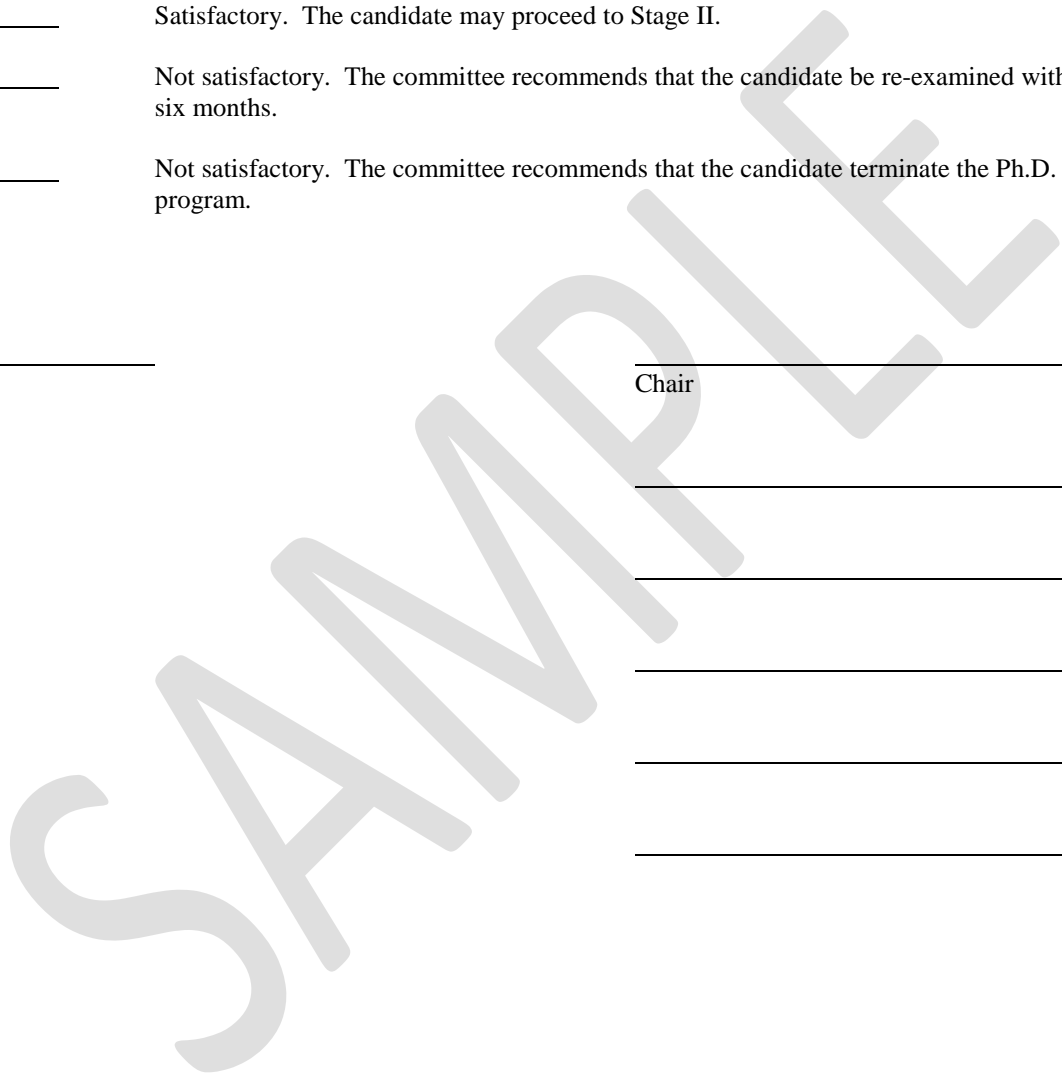 Satisfactory. The candidate may proceed to Stage II.
Not satisfactory. The committee recommends that the candidate be re-examined with
six months.
Not satisfactory. The committee recommends that the candidate terminate the Ph.D.
program.
Chair
SAMPLE